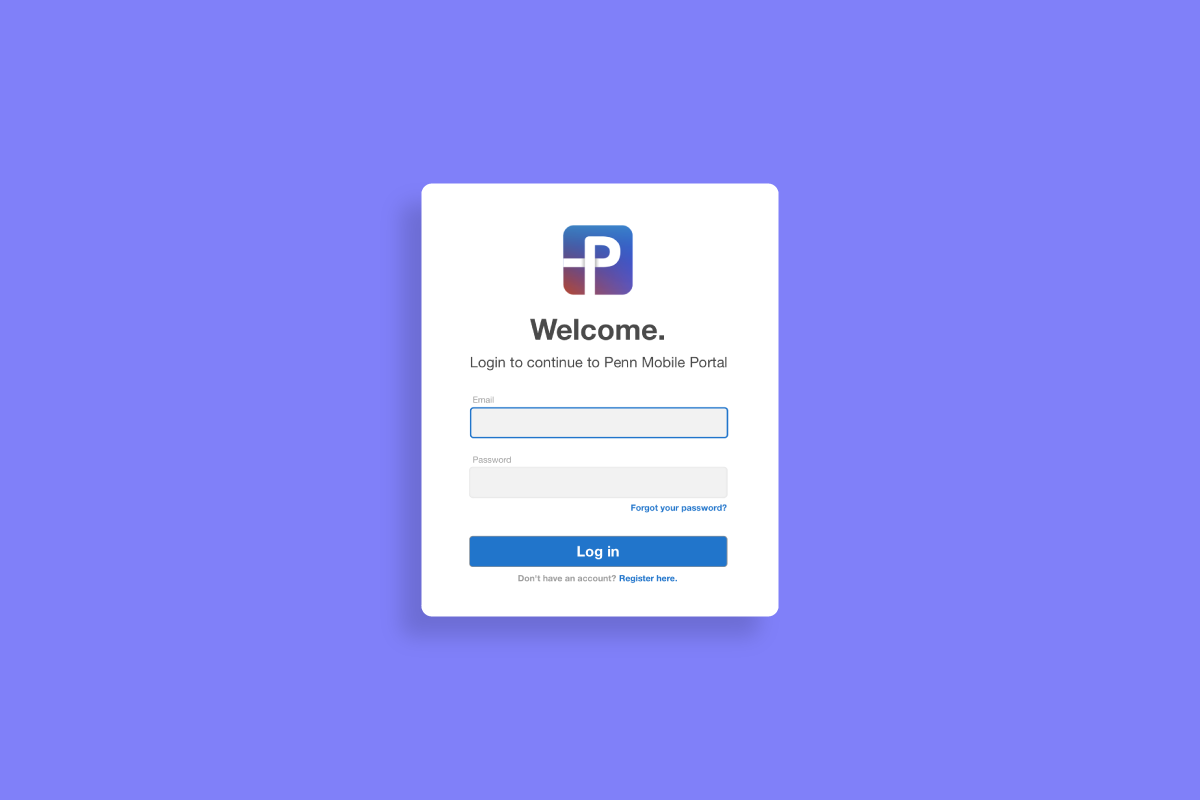 P
Welcome.
Login to continue to Penn Mobile Portal
Email
Password
Forgot your password?
Log in
Don't have an account? Register here.